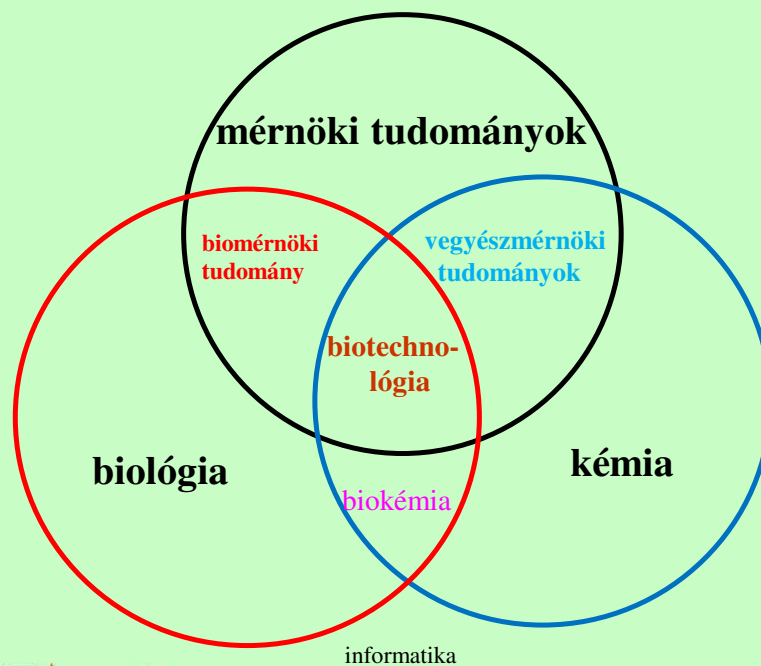 mérnöki tudományok
biomérnöki
tudomány
vegyészmérnöki
tudományok
biotechno-
lógia
biológia
kémia
biokémia
informatika